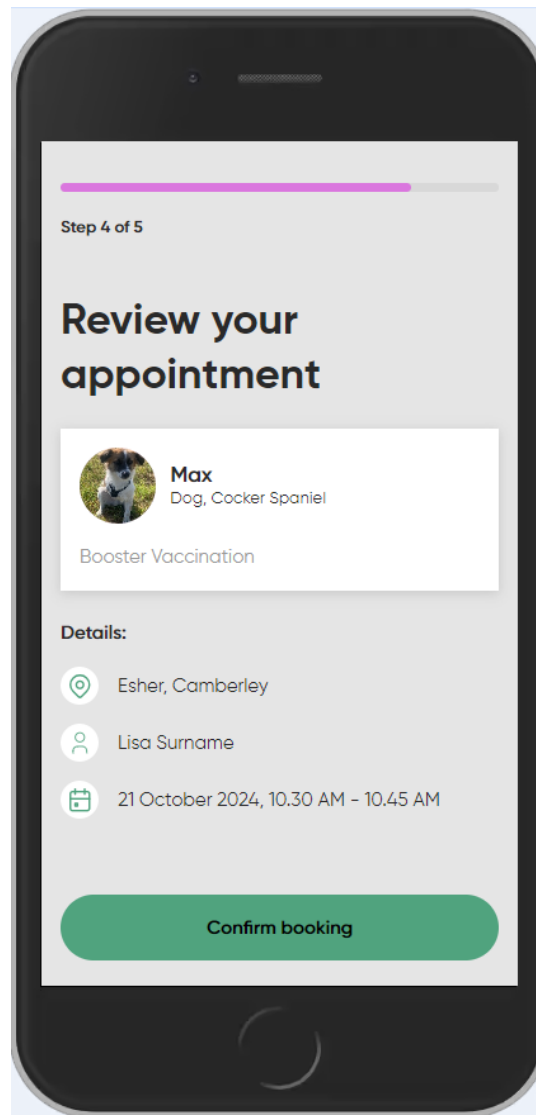 Step 4 of 5
Review your
appointment
Max
Dog, Cocker Spaniel
Booster Vaccination
Details:
Esher, Camberley
Lisa Surname
21 October 2024, 10.30 AM - 10.45 AM
Confirm booking